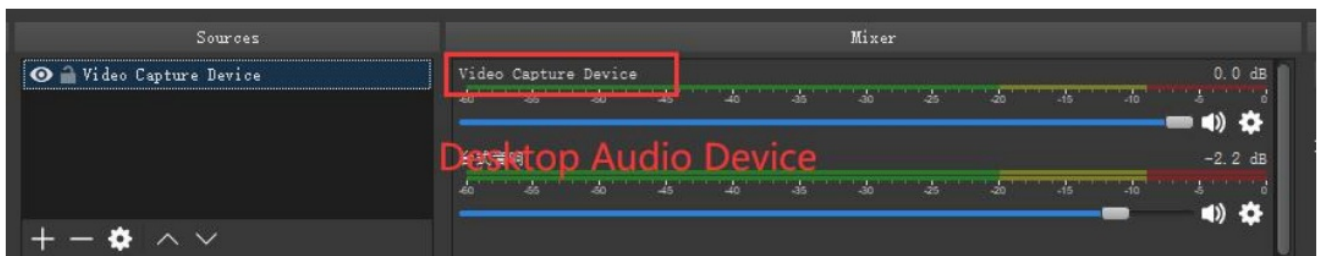 Sources
Mixer
Video Capture Device
Video Capture Device
0.0 dB
-60 -55 -50 -45 -40 -35 -30 -25 -20 -15 -10 -5 0
Desktop Audio Device
-2.2 dB
-60 -55 -50 -45 -40 -35 -30 -25 -20 -15 -10 -5 0